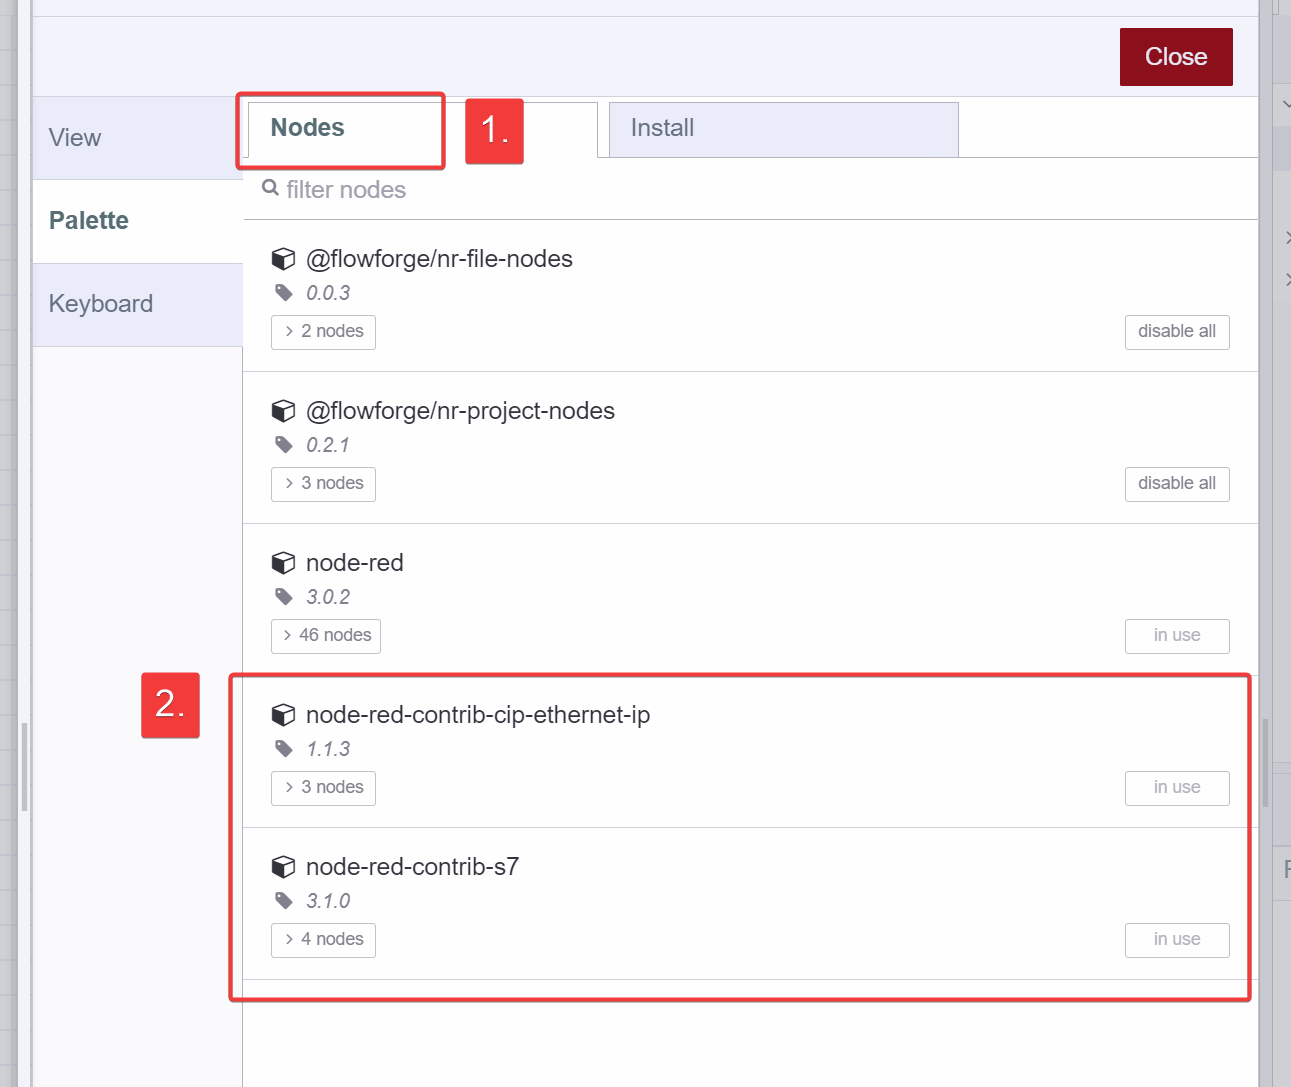 Close
View
Palette
Keyboard
Nodes
1.
Install
filter nodes
@flowforge/nr-file-nodes
0.0.3
2 nodes
disable all
@flowforge/nr-project-nodes
0.2.1
3 nodes
disable all
node-red
3.0.2
46 nodes
in use
2.
node-red-contrib-cip-ethernet-ip
1.1.3
3 nodes
in use
node-red-contrib-s7
3.1.0
4 nodes
in use